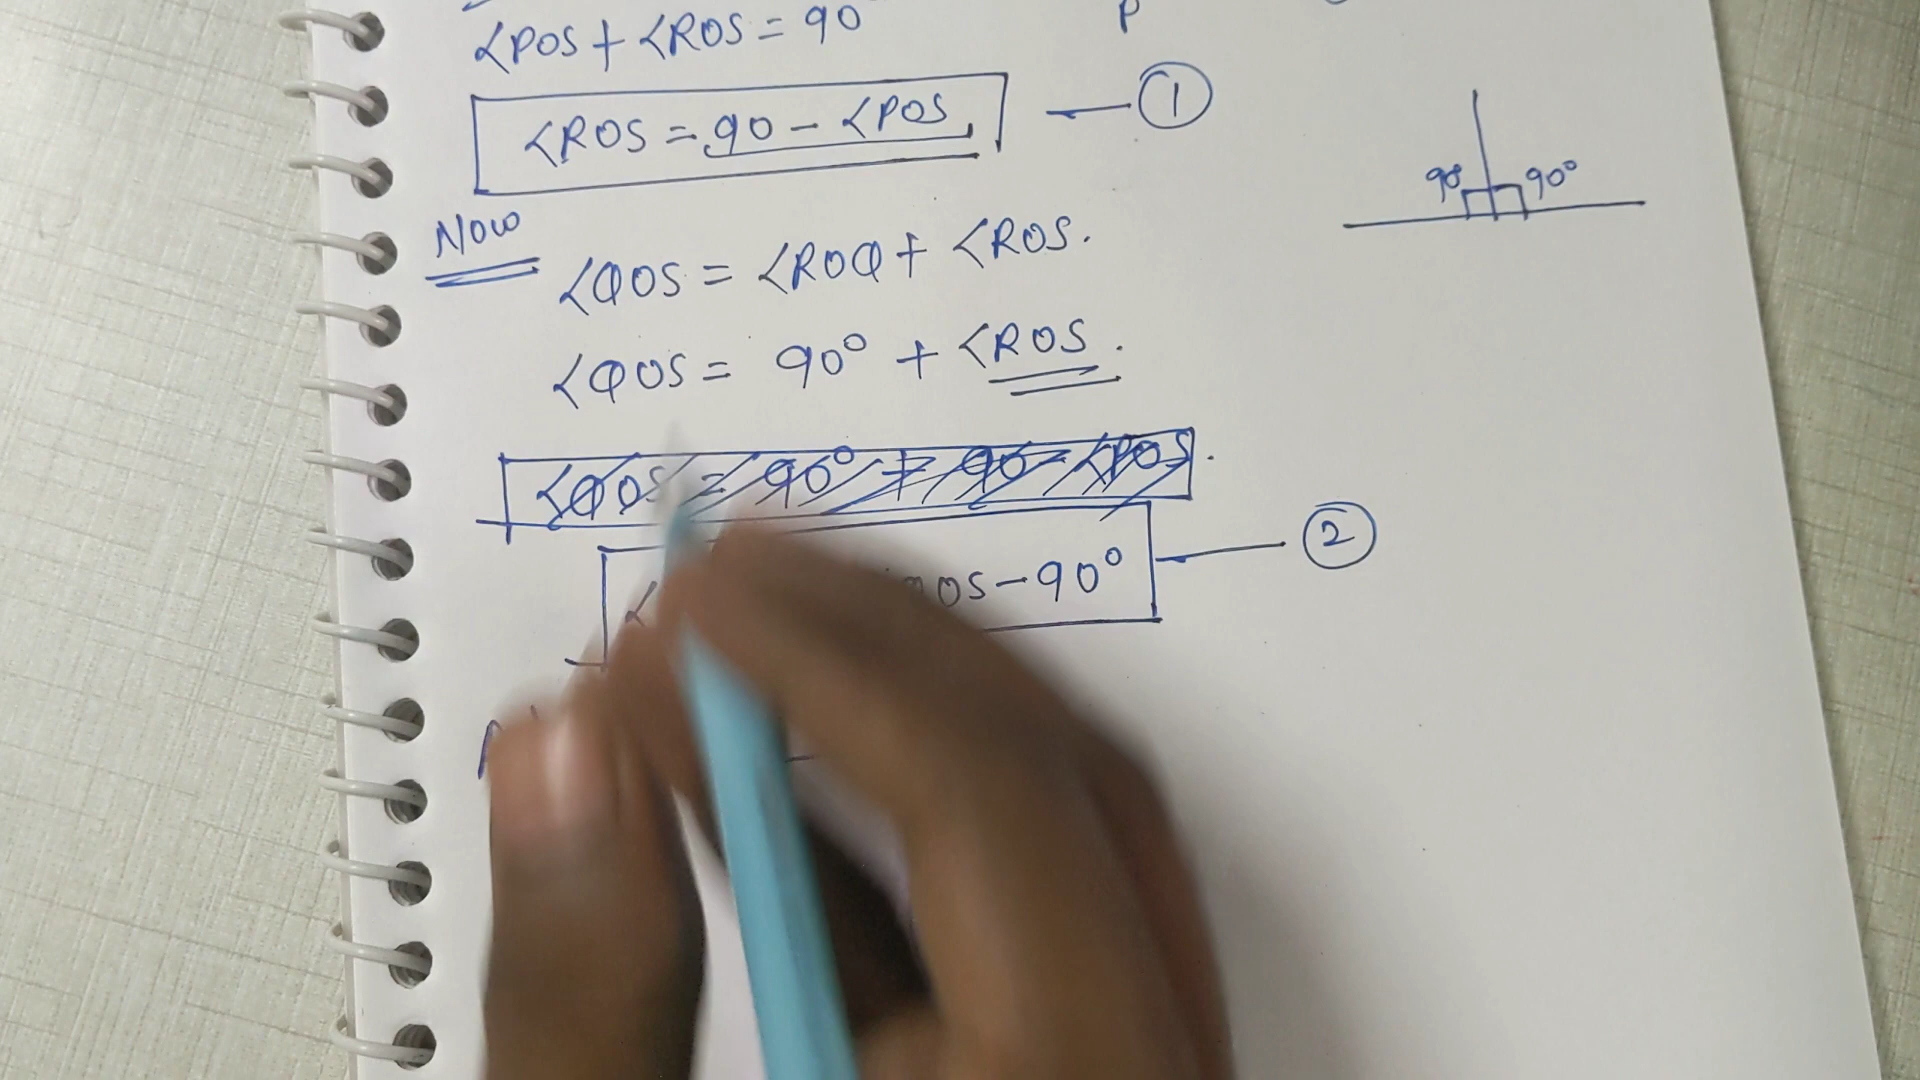 ∠POS + ∠ROS = 90
P
∠ROS = 90 - ∠POS
1
90°
90°
Now
∠QOS = ∠ROQ + ∠ROS.
∠QOS = 90° + ∠ROS.
∠QOS = 90° + 90 - ∠POS.
OS - 90°
2